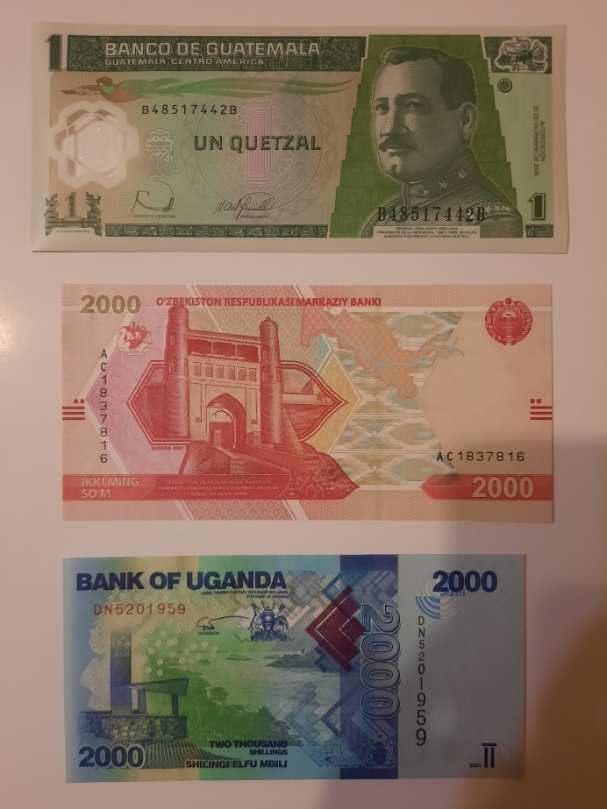 1
BANCO DE GUATEMALA
GUATEMALA, CENTRO AMERICA
B48517442B
1
UN QUETZAL
1
B48517442B
1
2000
O'ZBEKISTON RESPUBLIKASI MARKAZIY BANKI
AC1837816
AC1837816
IKKI MING
SO'M
2000
BANK OF UGANDA
2000
DN5201959
2000
DN5201959
2000
TWO THOUSAND
SHILLINGS
SHILINGI ELFU MBILI